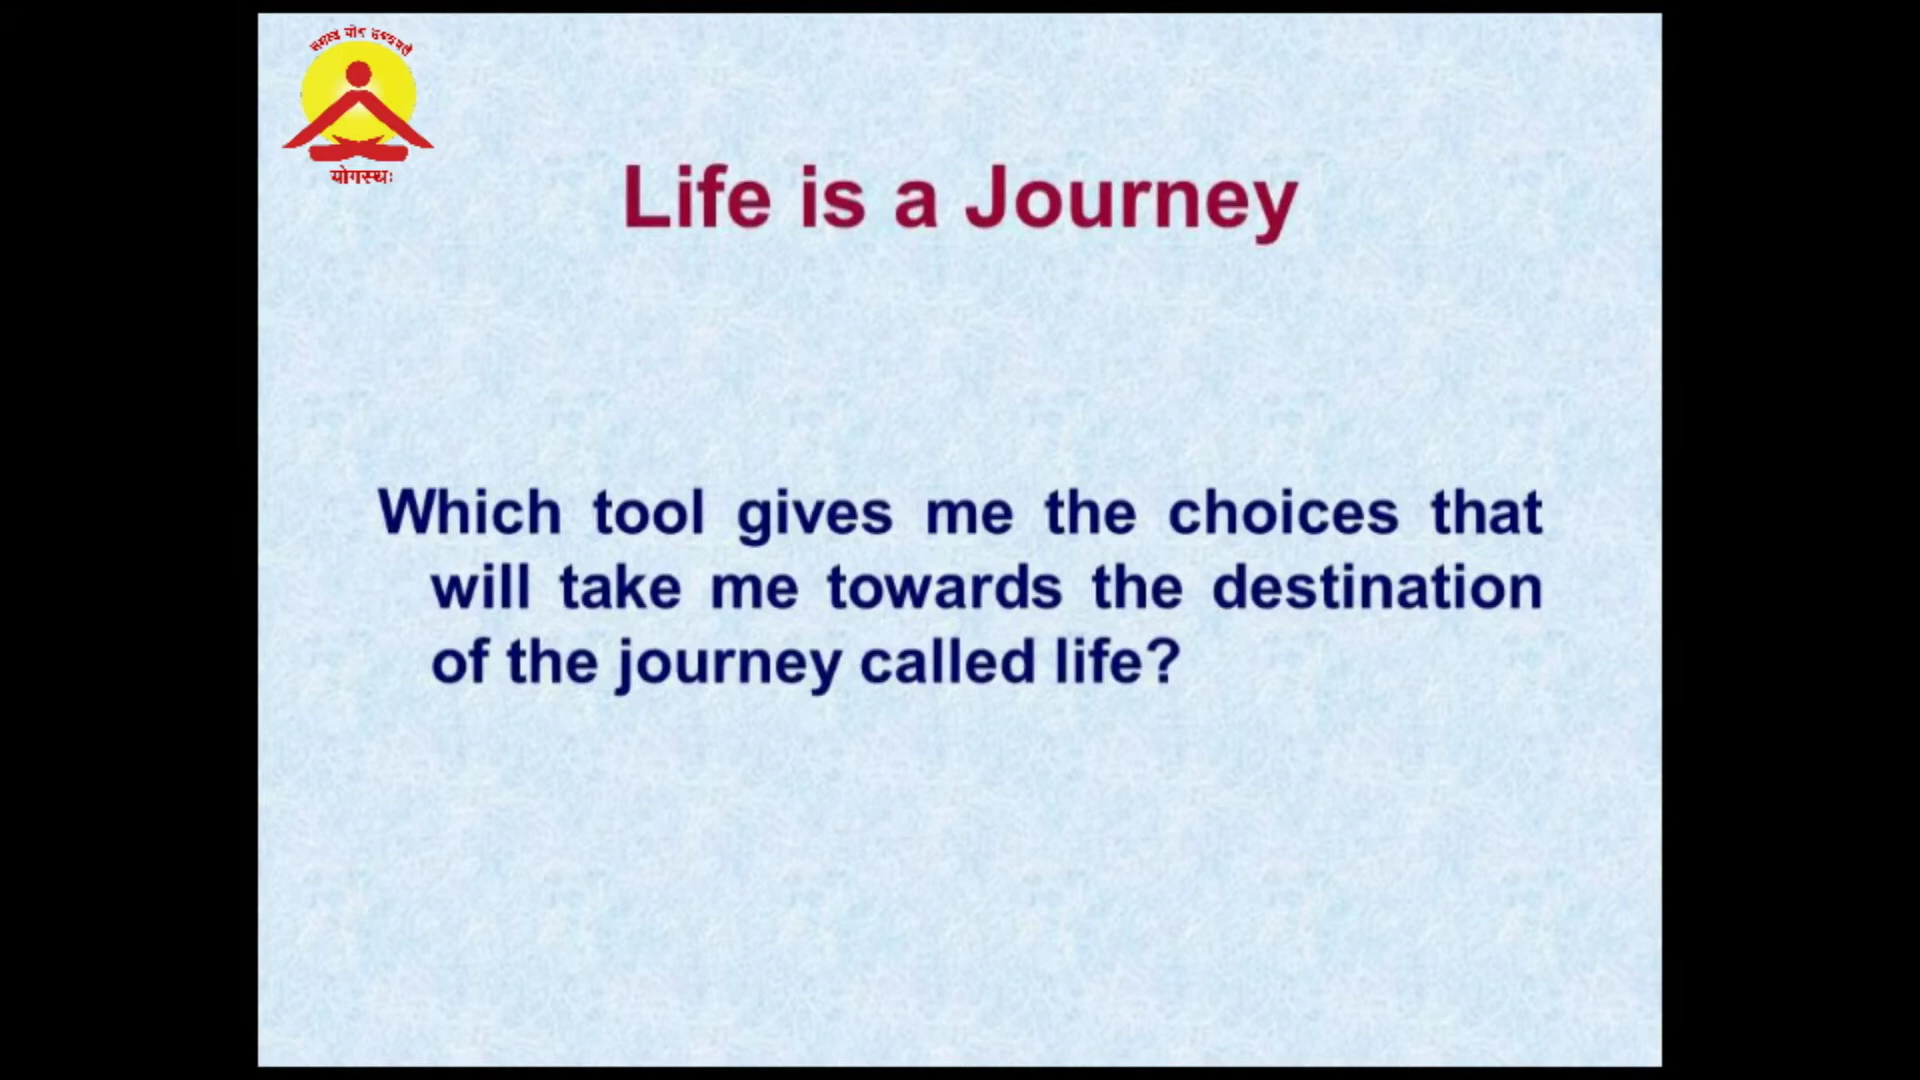 योगस्थः
Life is a Journey
Which tool gives me the choices that
will take me towards the destination
of the journey called life?